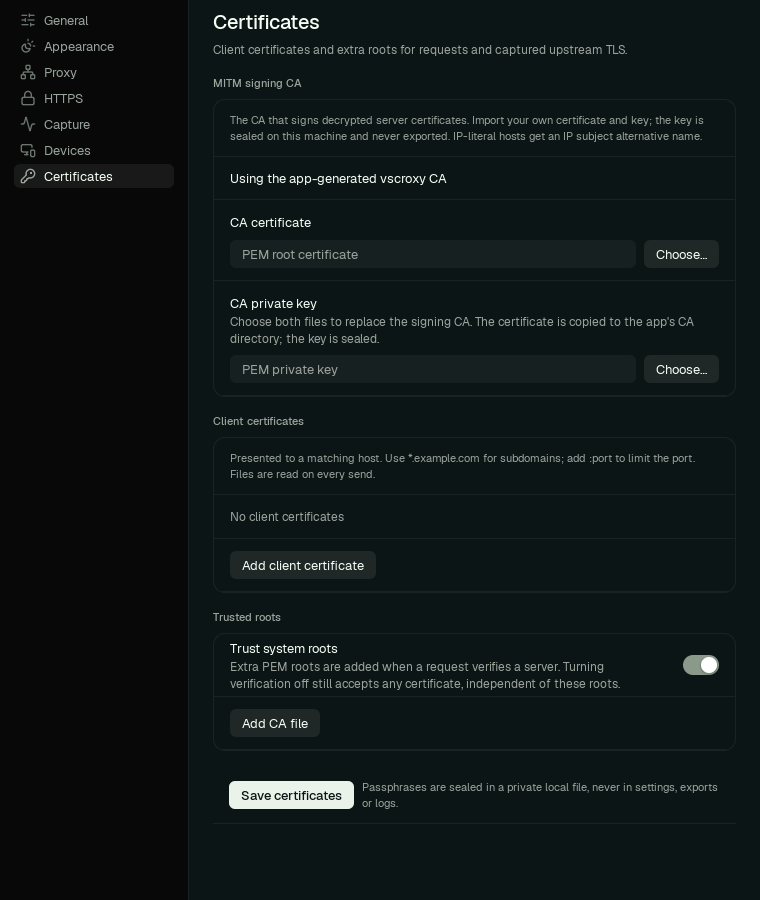 General
Appearance
Proxy
HTTPS
Capture
Devices
Certificates
Certificates
Client certificates and extra roots for requests and captured upstream TLS.
MITM signing CA
The CA that signs decrypted server certificates. Import your own certificate and key; the key is
sealed on this machine and never exported. IP-literal hosts get an IP subject alternative name.
Using the app-generated vscroxy CA
CA certificate
PEM root certificate
Choose…
CA private key
Choose both files to replace the signing CA. The certificate is copied to the app's CA
directory; the key is sealed.
PEM private key
Choose…
Client certificates
Presented to a matching host. Use *.example.com for subdomains; add :port to limit the port.
Files are read on every send.
No client certificates
Add client certificate
Trusted roots
Trust system roots
Extra PEM roots are added when a request verifies a server. Turning
verification off still accepts any certificate, independent of these roots.
Add CA file
Save certificates
Passphrases are sealed in a private local file, never in settings, exports
or logs.